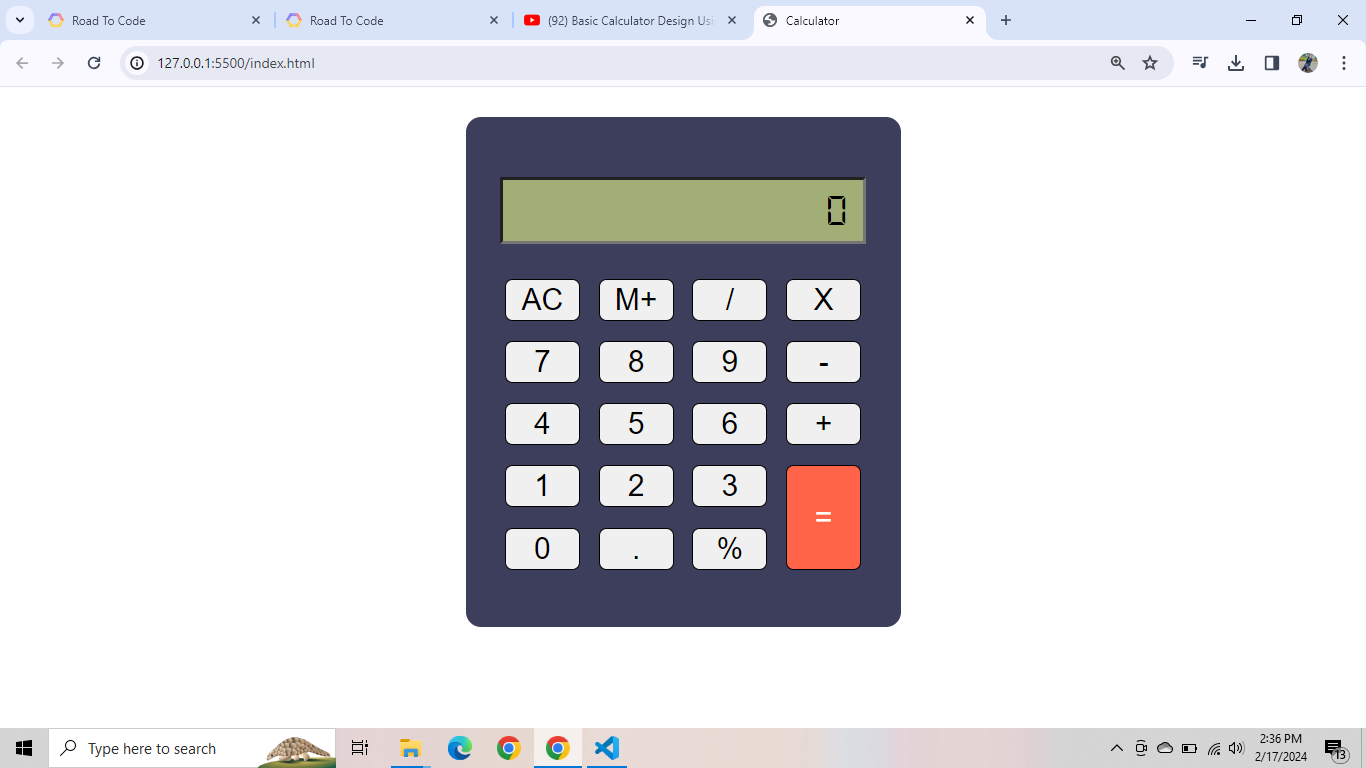 Road To Code
Road To Code
(92) Basic Calculator Design Usi
Calculator
127.0.0.1:5500/index.html
0
AC M+ / X
7 8 9 -
4 5 6 +
1 2 3
=
0 . %
Type here to search
2:36 PM
2/17/2024
13